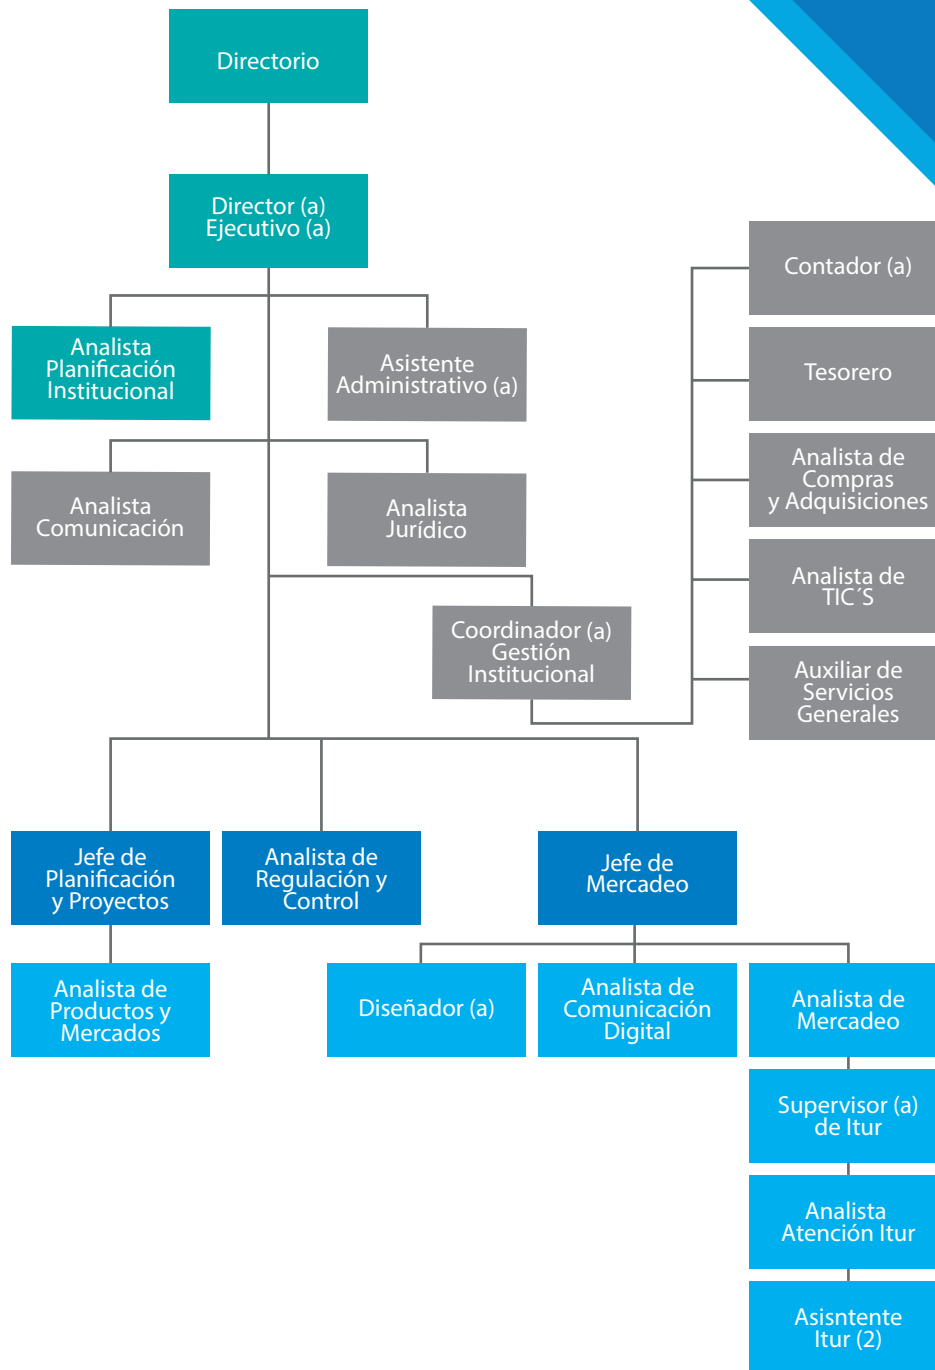 Directorio
Director (a)
Ejecutivo (a)
Analista
Planificación
Institucional
Asistente
Administrativo (a)
Analista
Comunicación
Analista
Jurídico
Coordinador (a)
Gestión
Institucional
Contador (a)
Tesorero
Analista de
Compras
y Adquisiciones
Analista de
TIC´S
Auxiliar de
Servicios
Generales
Jefe de
Planificación
y Proyectos
Analista de
Regulación y
Control
Jefe de
Mercadeo
Analista de
Productos y
Mercados
Diseñador (a)
Analista de
Comunicación
Digital
Analista de
Mercadeo
Supervisor (a)
de Itur
Analista
Atención Itur
Asisntente
Itur (2)